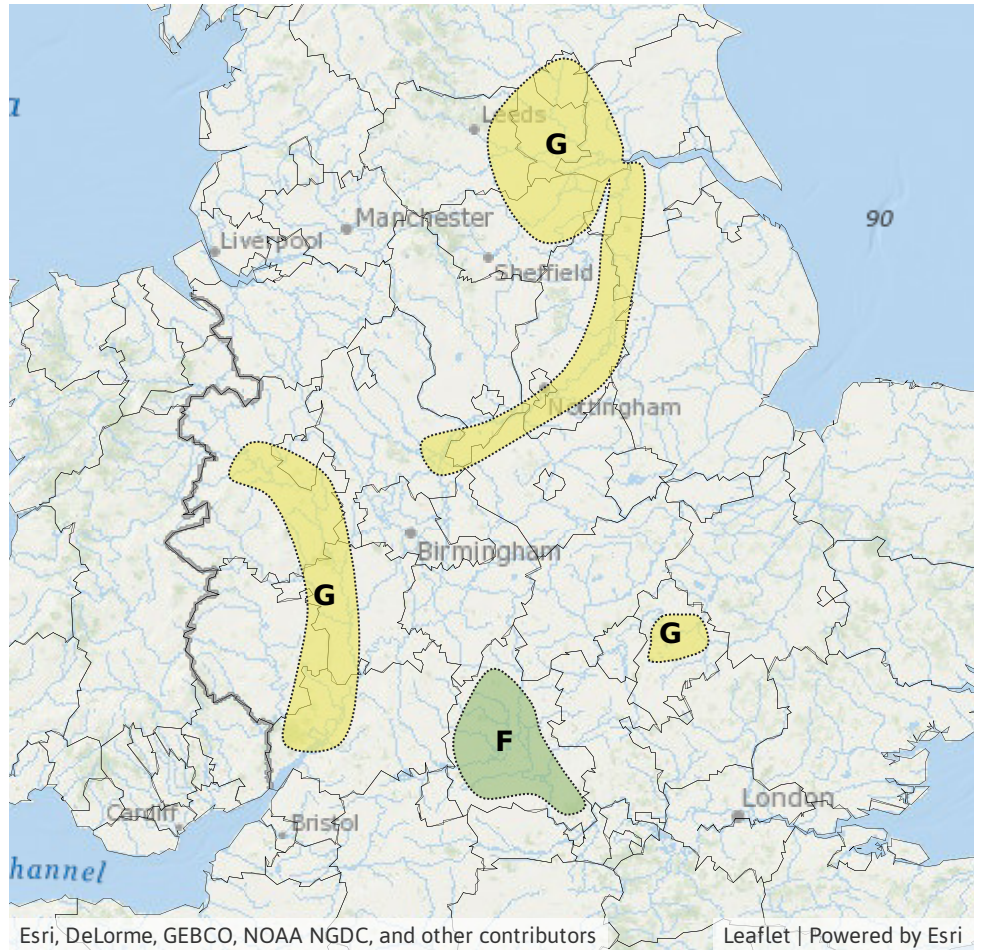 a
Leeds
G
Manchester
90
Liverpool
Sheffield
Nottingham
Birmingham
G
G
F
London
Cardiff
Bristol
hannel
Esri, DeLorme, GEBCO, NOAA NGDC, and other contributors
Leaflet | Powered by Esri